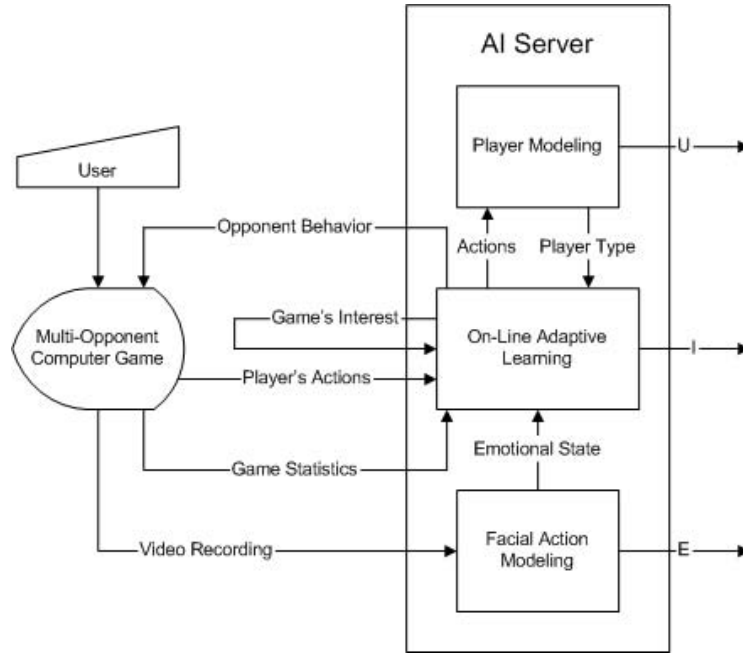 AI Server
Player Modeling
U
User
Opponent Behavior
Actions
Player Type
Game's Interest
Multi-Opponent
Computer Game
On-Line Adaptive
Learning
I
Player's Actions
Emotional State
Game Statistics
Video Recording
Facial Action
Modeling
E